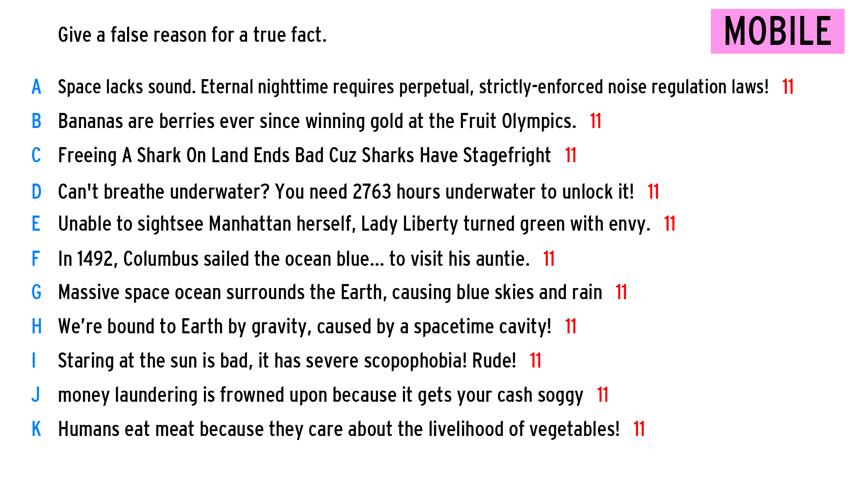 Give a false reason for a true fact.
MOBILE
A Space lacks sound. Eternal nighttime requires perpetual, strictly-enforced noise regulation laws! 11
B Bananas are berries ever since winning gold at the Fruit Olympics. 11
C Freeing A Shark On Land Ends Bad Cuz Sharks Have Stagefright 11
D Can't breathe underwater? You need 2763 hours underwater to unlock it! 11
E Unable to sightsee Manhattan herself, Lady Liberty turned green with envy. 11
F In 1492, Columbus sailed the ocean blue... to visit his auntie. 11
G Massive space ocean surrounds the Earth, causing blue skies and rain 11
H We’re bound to Earth by gravity, caused by a spacetime cavity! 11
I Staring at the sun is bad, it has severe scopophobia! Rude! 11
J money laundering is frowned upon because it gets your cash soggy 11
K Humans eat meat because they care about the livelihood of vegetables! 11